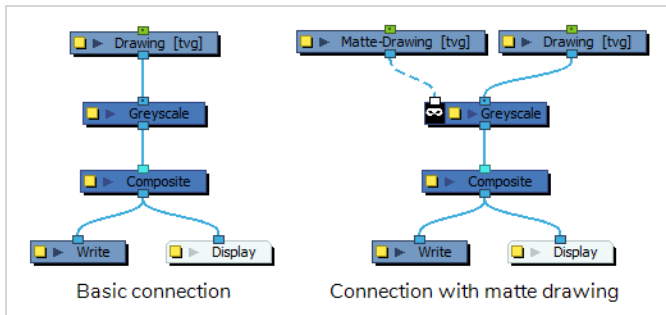 Drawing [tvg]
Greyscale
Composite
Write
Display
Basic connection
Matte-Drawing [tvg]
Drawing [tvg]
Greyscale
Composite
Write
Display
Connection with matte drawing